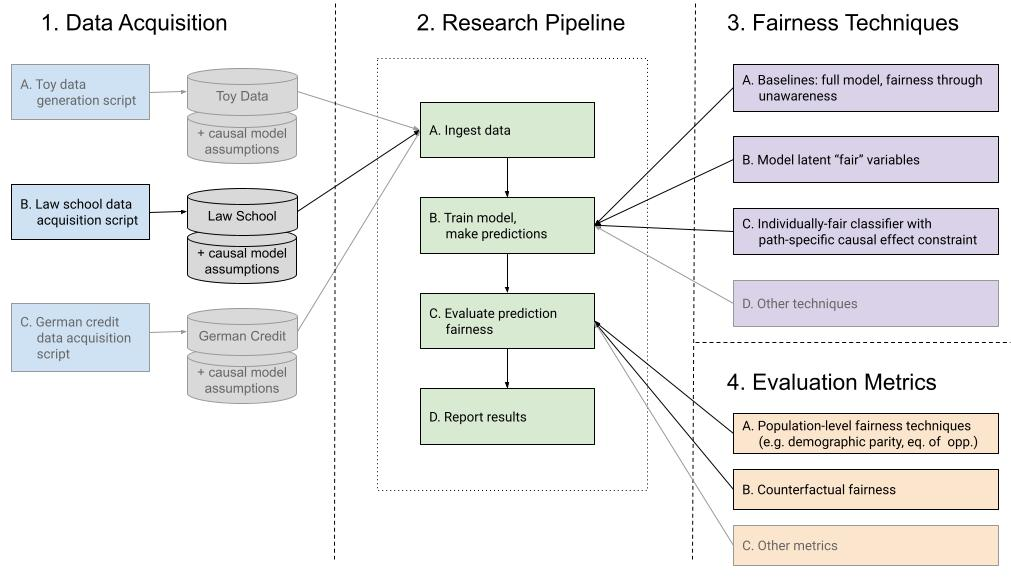 1. Data Acquisition
A. Toy data
generation script
Toy Data
+ causal model
assumptions
B. Law school data
acquisition script
Law School
+ causal model
assumptions
C. German credit
data acquisition
script
German Credit
+ causal model
assumptions
2. Research Pipeline
A. Ingest data
B. Train model,
make predictions
C. Evaluate prediction
fairness
D. Report results
3. Fairness Techniques
A. Baselines: full model, fairness through
unawareness
B. Model latent “fair” variables
C. Individually-fair classifier with
path-specific causal effect constraint
D. Other techniques
4. Evaluation Metrics
A. Population-level fairness techniques
(e.g. demographic parity, eq. of opp.)
B. Counterfactual fairness
C. Other metrics